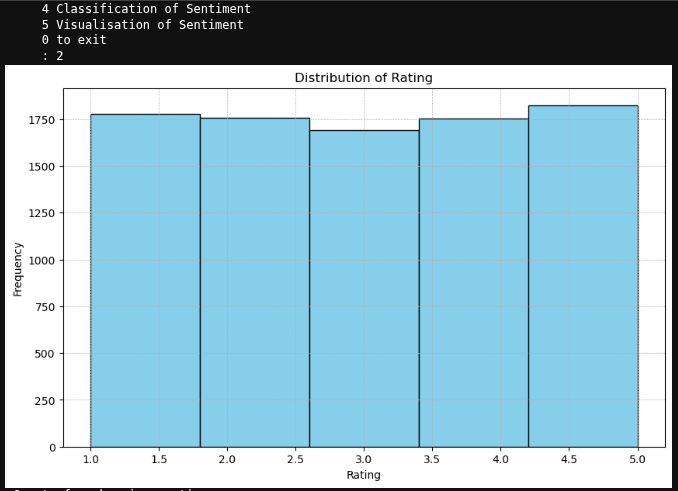 4 Classification of Sentiment
5 Visualisation of Sentiment
0 to exit
: 2
Distribution of Rating
1750
1500
1250
1000
750
500
250
0
Frequency
1.0 1.5 2.0 2.5 3.0 3.5 4.0 4.5 5.0
Rating